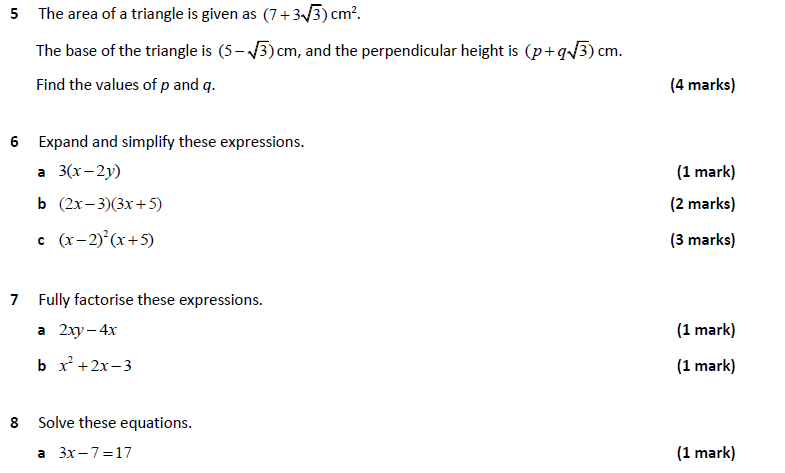 5 The area of a triangle is given as (7+3√3) cm².
The base of the triangle is (5−√3) cm, and the perpendicular height is (p+q√3) cm.
Find the values of p and q. (4 marks)
6 Expand and simplify these expressions.
a 3(x−2y) (1 mark)
b (2x−3)(3x+5) (2 marks)
c (x−2)²(x+5) (3 marks)
7 Fully factorise these expressions.
a 2xy−4x (1 mark)
b x²+2x−3 (1 mark)
8 Solve these equations.
a 3x−7=17 (1 mark)